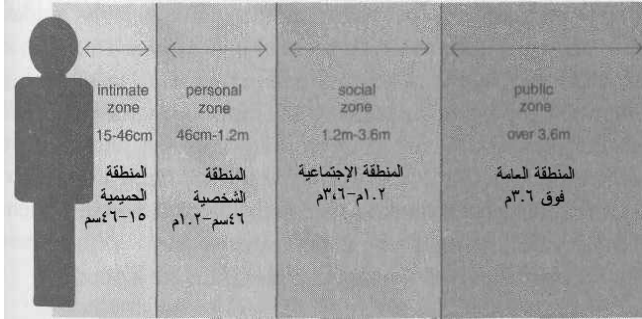 intimate
zone
15-46cm
المنطقة
الحميمية
١٥-٤٦سم
personal
zone
46cm-1.2m
المنطقة
الشخصية
٤٦سم-١.٢م
social
zone
1.2m-3.6m
المنطقة الإجتماعية
١.٢م-٣،٦م
public
zone
over 3.6m
المنطقة العامة
فوق ٣.٦م